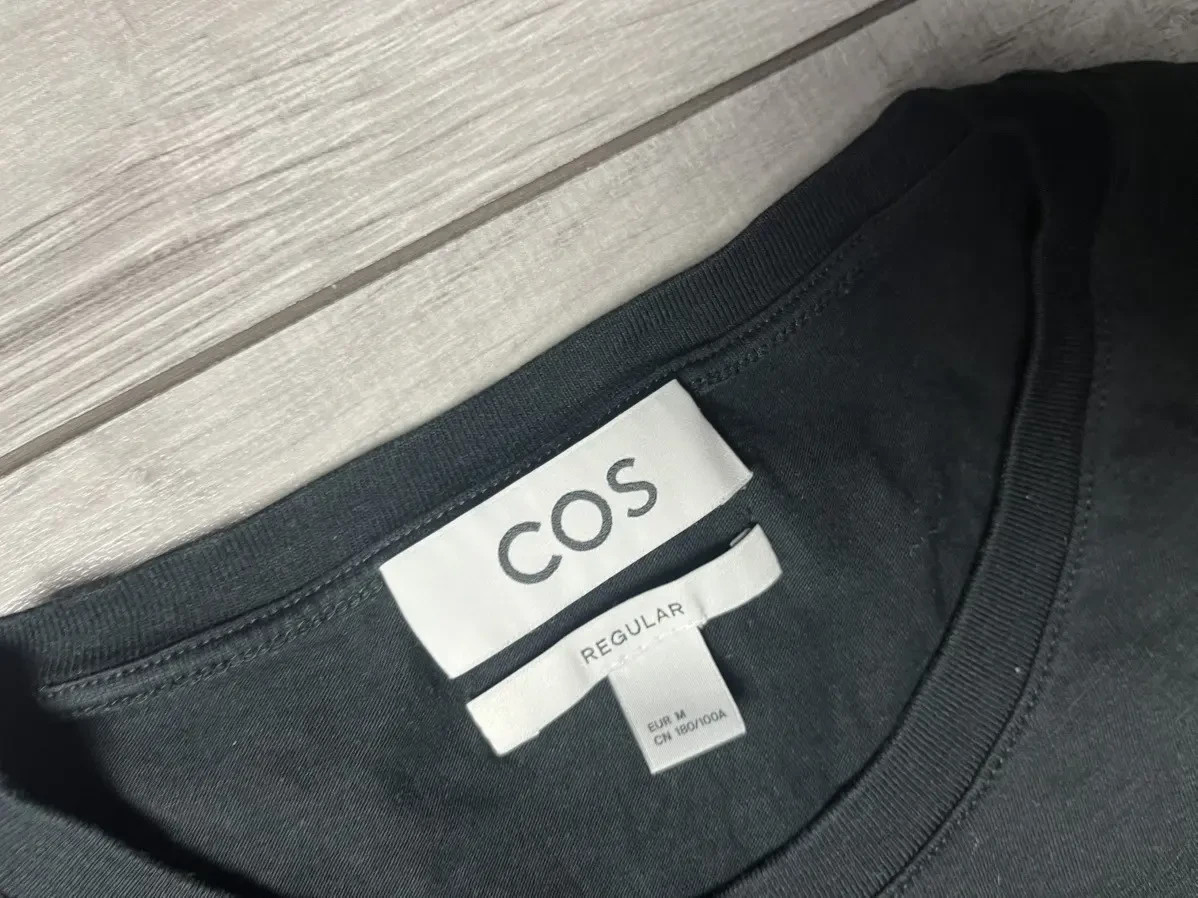 COS
REGULAR
EUR M
CN 180/100A